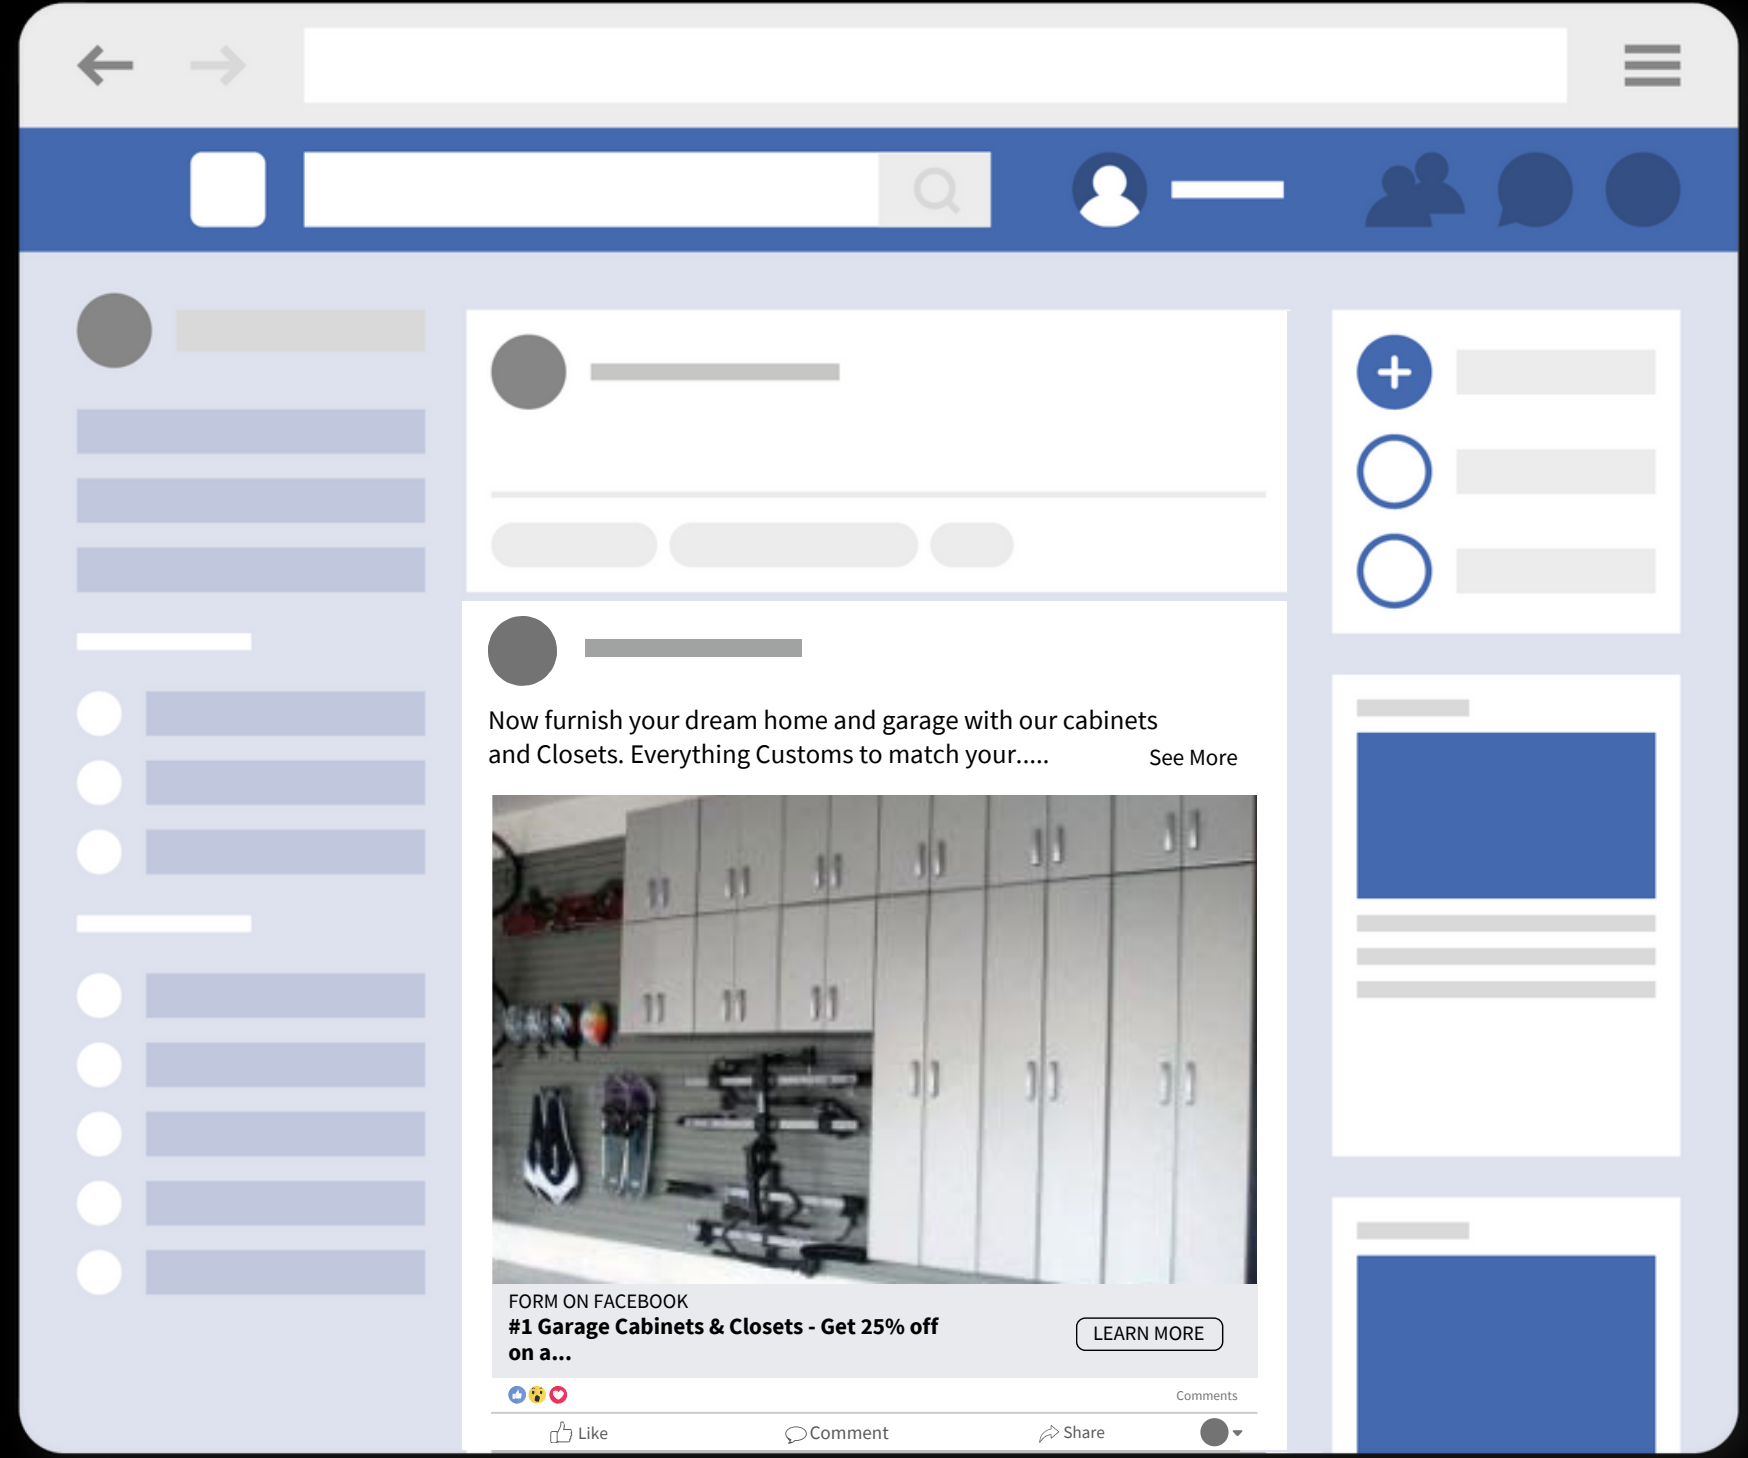 Now furnish your dream home and garage with our cabinets
and Closets. Everything Customs to match your.....
See More
FORM ON FACEBOOK
#1 Garage Cabinets & Closets - Get 25% off
on a...
LEARN MORE
Comments
Like
Comment
Share